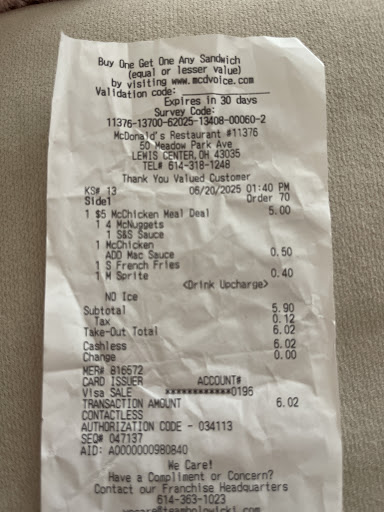 Buy One Get One Any Sandwich
(equal or lesser value)
by visiting www.mcdvoice.com
Validation code:
Expires in 30 days
Survey Code:
11376-13700-62025-13408-00060-2
McDonald's Restaurant #11376
50 Meadow Park Ave
LEWIS CENTER, OH 43035
TEL# 614-318-1248
Thank You Valued Customer
KS# 13 06/20/2025 01:40 PM
Side1 Order 70
1 $5 McChicken Meal Deal 5.00
1 4 McNuggets
1 S&S Sauce
1 McChicken
ADD Mac Sauce 0.50
1 S French Fries
1 M Sprite 0.40
<Drink Upcharge>
NO Ice
Subtotal 5.90
Tax 0.12
Take-Out Total 6.02
Cashless 6.02
Change 0.00
MER# 816572
CARD ISSUER ACCOUNT#
Visa SALE ************0196
TRANSACTION AMOUNT 6.02
CONTACTLESS
AUTHORIZATION CODE - 034113
SEQ# 047137
AID: A0000000980840
We Care!
Have a Compliment or Concern?
Contact our Franchise Headquarters
614-363-1023